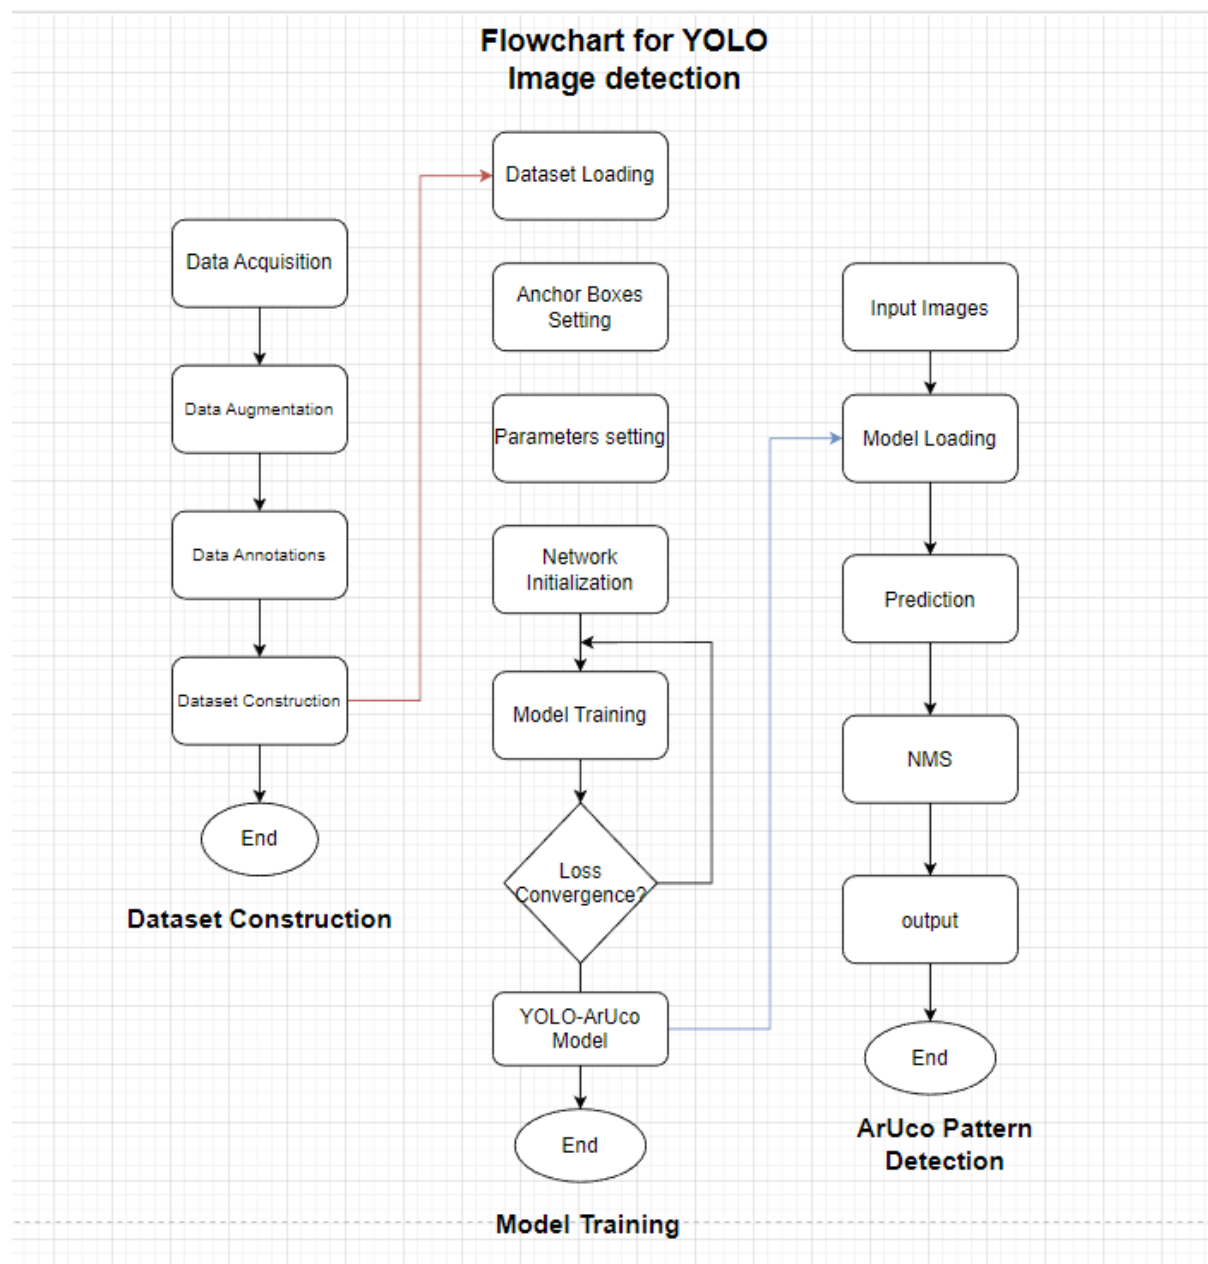 Flowchart for YOLO
Image detection
Data Acquisition
Data Augmentation
Data Annotations
Dataset Construction
End
Dataset Construction
Dataset Loading
Anchor Boxes
Setting
Parameters setting
Network
Initialization
Model Training
Loss
Convergence?
YOLO-ArUco
Model
End
Model Training
Input Images
Model Loading
Prediction
NMS
output
End
ArUco Pattern
Detection